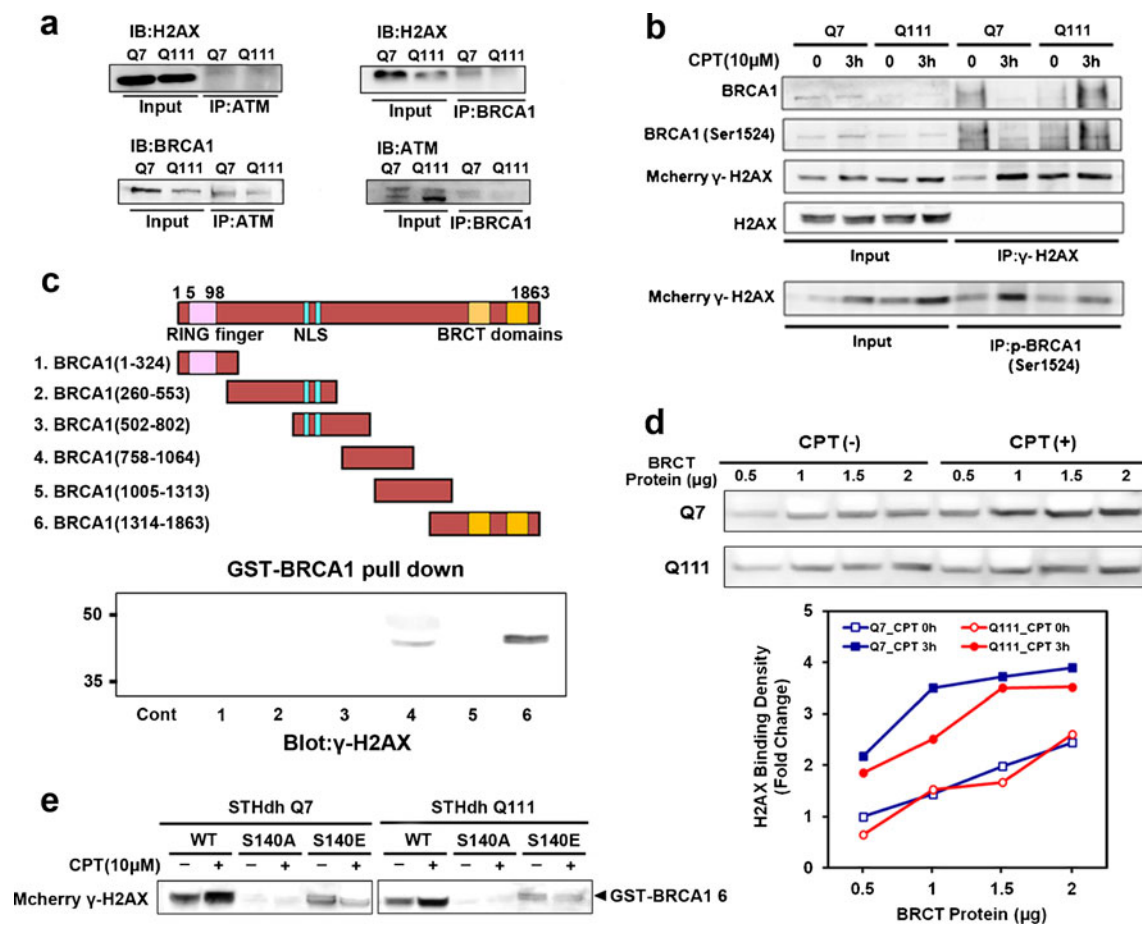 a
IB:H2AX
Q7 Q111 Q7 Q111
Input IP:ATM
IB:H2AX
Q7 Q111 Q7 Q111
Input IP:BRCA1
IB:BRCA1
Q7 Q111 Q7 Q111
Input IP:ATM
IB:ATM
Q7 Q111 Q7 Q111
Input IP:BRCA1
b
Q7 Q111 Q7 Q111
CPT(10μM) 0 3h 0 3h 0 3h 0 3h
BRCA1
BRCA1 (Ser1524)
Mcherry γ- H2AX
H2AX
Input IP:γ- H2AX
Mcherry γ- H2AX
Input IP:p-BRCA1
(Ser1524)
c
1 5 98 1863
RING finger NLS BRCT domains
1. BRCA1(1-324)
2. BRCA1(260-553)
3. BRCA1(502-802)
4. BRCA1(758-1064)
5. BRCA1(1005-1313)
6. BRCA1(1314-1863)
GST-BRCA1 pull down
50
35
Cont 1 2 3 4 5 6
Blot:γ-H2AX
d
CPT (-) CPT (+)
BRCT
Protein (μg) 0.5 1 1.5 2 0.5 1 1.5 2
Q7
Q111
5
4
3
2
1
0
Q7_CPT 0h Q111_CPT 0h
Q7_CPT 3h Q111_CPT 3h
H2AX Binding Density
(Fold Change)
0.5 1 1.5 2
BRCT Protein (μg)
e
STHdh Q7 STHdh Q111
WT S140A S140E WT S140A S140E
CPT(10μM) − + − + − + − + − + − +
Mcherry γ-H2AX GST-BRCA1 6